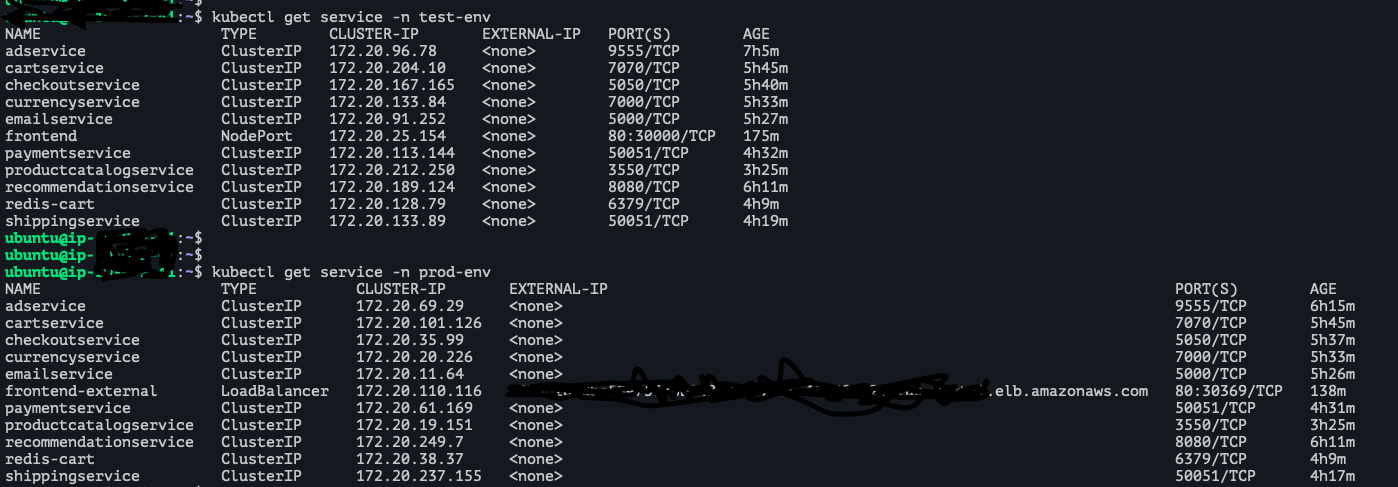 :~$ kubectl get service -n test-env
NAME TYPE CLUSTER-IP EXTERNAL-IP PORT(S) AGE
adservice ClusterIP 172.20.96.78 <none> 9555/TCP 7h5m
cartservice ClusterIP 172.20.204.10 <none> 7070/TCP 5h45m
checkoutservice ClusterIP 172.20.167.165 <none> 5050/TCP 5h40m
currencyservice ClusterIP 172.20.133.84 <none> 7000/TCP 5h33m
emailservice ClusterIP 172.20.91.252 <none> 5000/TCP 5h27m
frontend NodePort 172.20.25.154 <none> 80:30000/TCP 175m
paymentservice ClusterIP 172.20.113.144 <none> 50051/TCP 4h32m
productcatalogservice ClusterIP 172.20.212.250 <none> 3550/TCP 3h25m
recommendationservice ClusterIP 172.20.189.124 <none> 8080/TCP 6h11m
redis-cart ClusterIP 172.20.128.79 <none> 6379/TCP 4h9m
shippingservice ClusterIP 172.20.133.89 <none> 50051/TCP 4h19m
ubuntu@ip- :~$
ubuntu@ip- :~$
ubuntu@ip- :~$ kubectl get service -n prod-env
NAME TYPE CLUSTER-IP EXTERNAL-IP PORT(S) AGE
adservice ClusterIP 172.20.69.29 <none> 9555/TCP 6h15m
cartservice ClusterIP 172.20.101.126 <none> 7070/TCP 5h45m
checkoutservice ClusterIP 172.20.35.99 <none> 5050/TCP 5h37m
currencyservice ClusterIP 172.20.20.226 <none> 7000/TCP 5h33m
emailservice ClusterIP 172.20.11.64 <none> 5000/TCP 5h26m
frontend-external LoadBalancer 172.20.110.116 .elb.amazonaws.com 80:30369/TCP 138m
paymentservice ClusterIP 172.20.61.169 <none> 50051/TCP 4h31m
productcatalogservice ClusterIP 172.20.19.151 <none> 3550/TCP 3h25m
recommendationservice ClusterIP 172.20.249.7 <none> 8080/TCP 6h11m
redis-cart ClusterIP 172.20.38.37 <none> 6379/TCP 4h9m
shippingservice ClusterIP 172.20.237.155 <none> 50051/TCP 4h17m